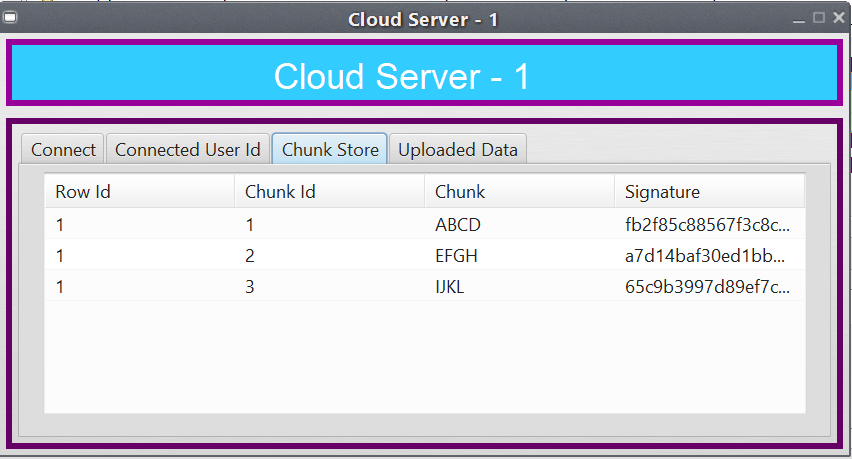 Cloud Server - 1
Cloud Server - 1
Connect Connected User Id Chunk Store Uploaded Data
Row Id Chunk Id Chunk Signature
1 1 ABCD fb2f85c88567f3c8c...
1 2 EFGH a7d14baf30ed1bb...
1 3 IJKL 65c9b3997d89ef7c...